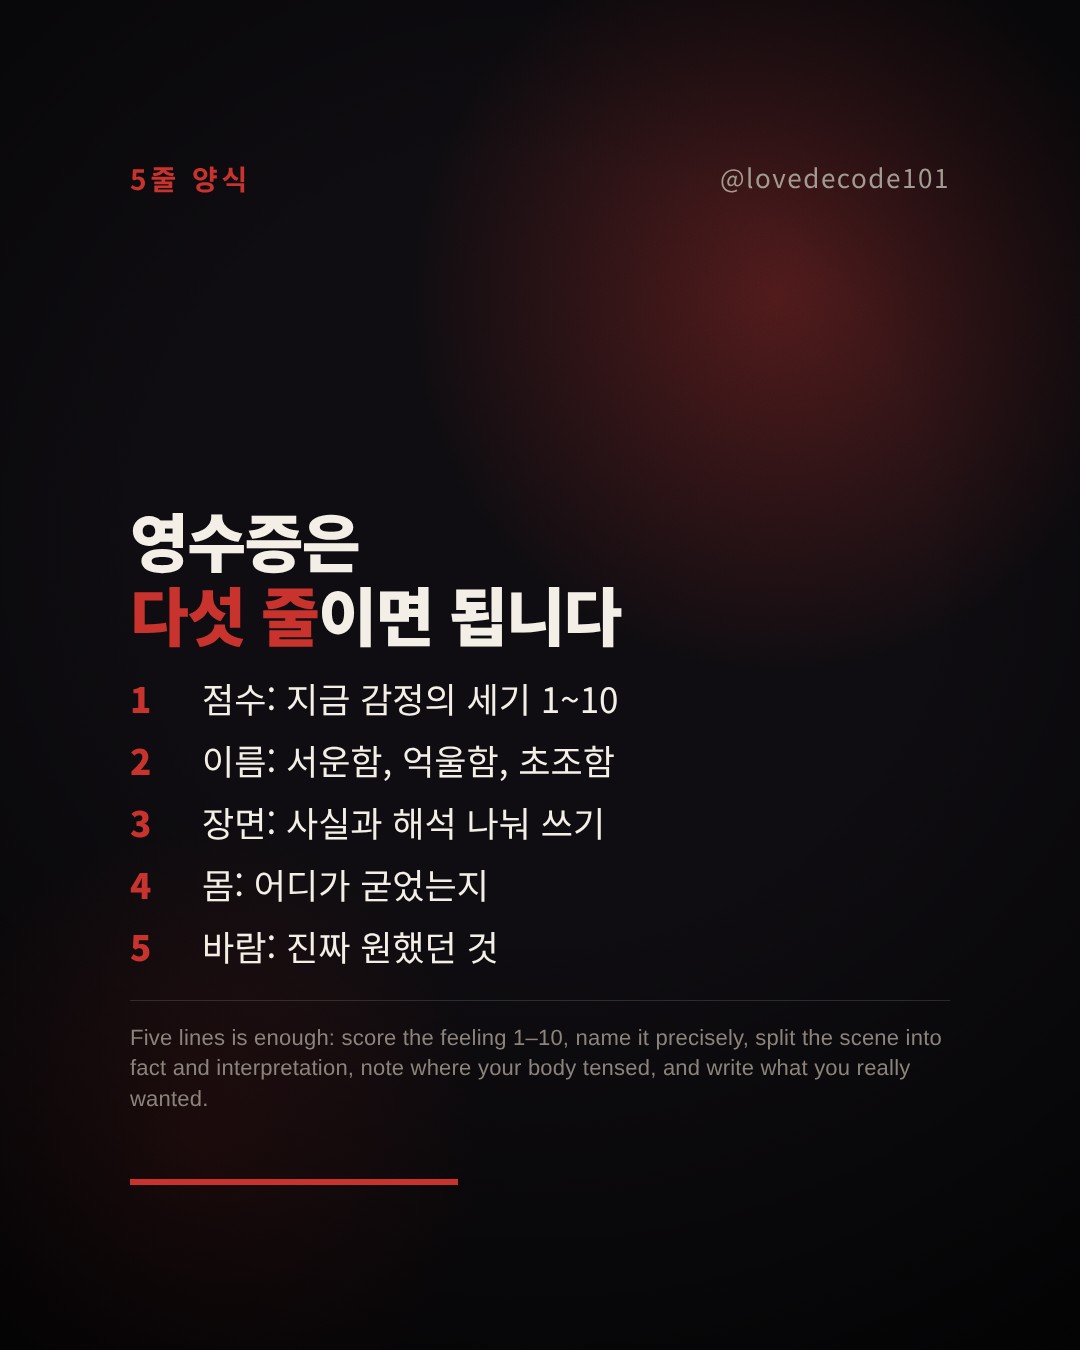 5줄 양식
@lovedecode101
영수증은
다섯 줄이면 됩니다
1 점수: 지금 감정의 세기 1~10
2 이름: 서운함, 억울함, 초조함
3 장면: 사실과 해석 나눠 쓰기
4 몸: 어디가 굳었는지
5 바람: 진짜 원했던 것
Five lines is enough: score the feeling 1–10, name it precisely, split the scene into
fact and interpretation, note where your body tensed, and write what you really
wanted.